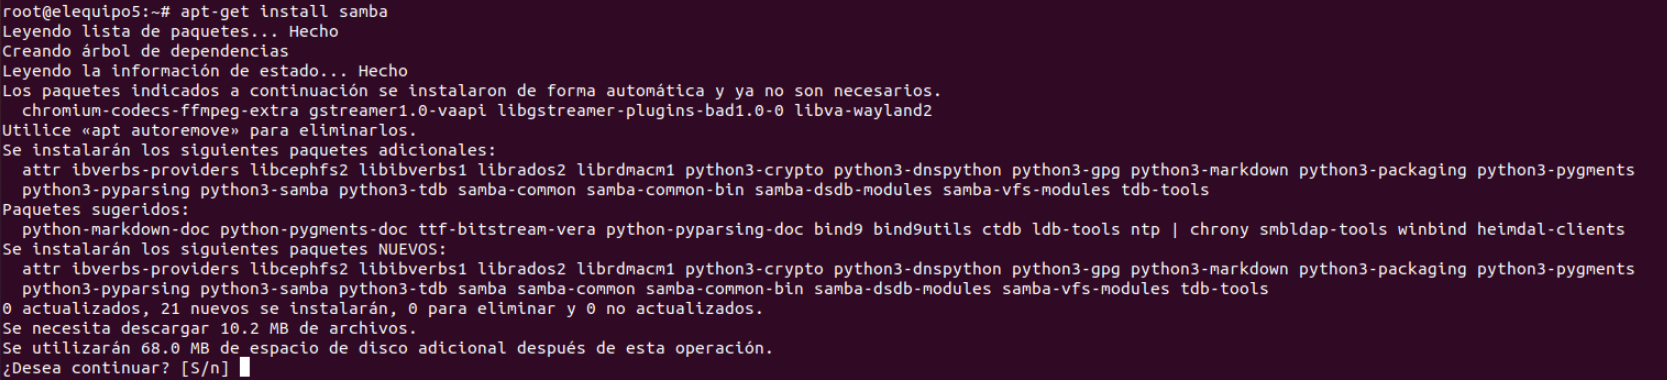 root@elequipo5:~# apt-get install samba
Leyendo lista de paquetes... Hecho
Creando árbol de dependencias
Leyendo la información de estado... Hecho
Los paquetes indicados a continuación se instalaron de forma automática y ya no son necesarios.
  chromium-codecs-ffmpeg-extra gstreamer1.0-vaapi libgstreamer-plugins-bad1.0-0 libva-wayland2
Utilice «apt autoremove» para eliminarlos.
Se instalarán los siguientes paquetes adicionales:
  attr ibverbs-providers libcephfs2 libibverbs1 librados2 librdmacm1 python3-crypto python3-dnspython python3-gpg python3-markdown python3-packaging python3-pygments
  python3-pyparsing python3-samba python3-tdb samba-common samba-common-bin samba-dsdb-modules samba-vfs-modules tdb-tools
Paquetes sugeridos:
  python-markdown-doc python-pygments-doc ttf-bitstream-vera python-pyparsing-doc bind9 bind9utils ctdb ldb-tools ntp | chrony smbldap-tools winbind heimdal-clients
Se instalarán los siguientes paquetes NUEVOS:
  attr ibverbs-providers libcephfs2 libibverbs1 librados2 librdmacm1 python3-crypto python3-dnspython python3-gpg python3-markdown python3-packaging python3-pygments
  python3-pyparsing python3-samba python3-tdb samba samba-common samba-common-bin samba-dsdb-modules samba-vfs-modules tdb-tools
0 actualizados, 21 nuevos se instalarán, 0 para eliminar y 0 no actualizados.
Se necesita descargar 10.2 MB de archivos.
Se utilizarán 68.0 MB de espacio de disco adicional después de esta operación.
¿Desea continuar? [S/n]